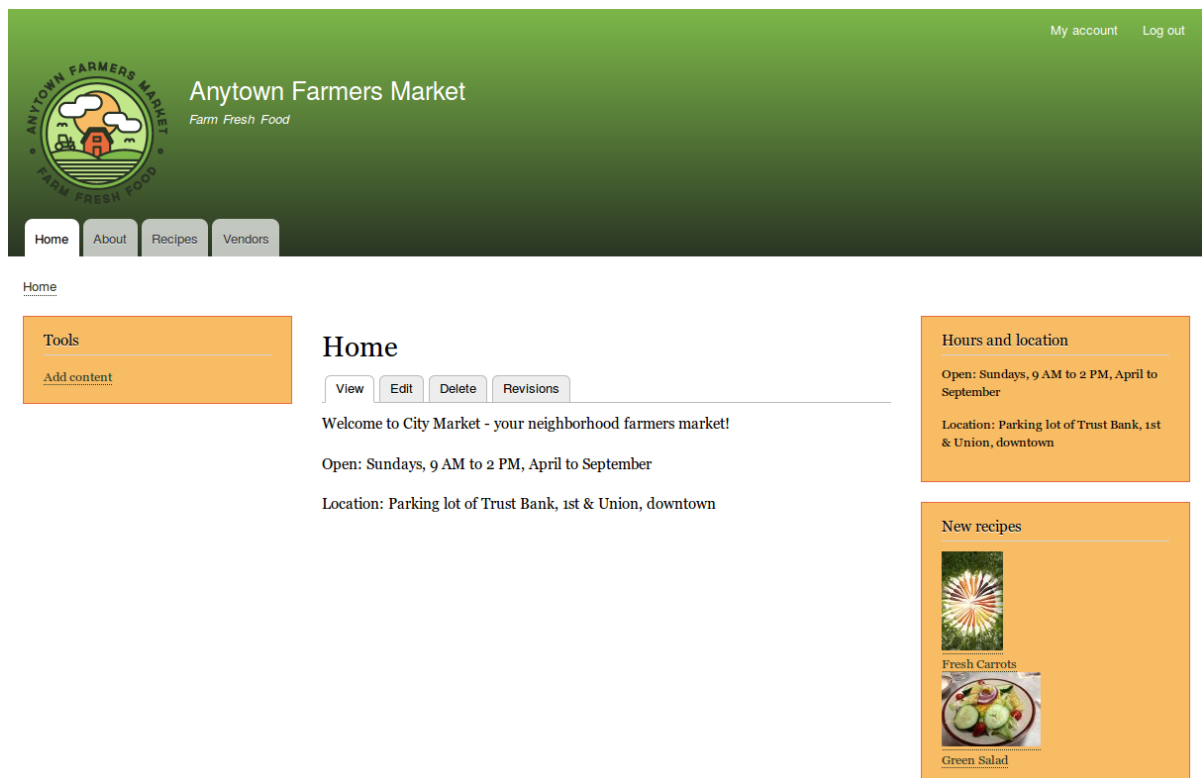 My account Log out
ANYTOWN FARMERS MARKET
FARM FRESH FOOD
Anytown Farmers Market
Farm Fresh Food
Home About Recipes Vendors
Home
Tools
Add content
Home
View Edit Delete Revisions
Welcome to City Market - your neighborhood farmers market!
Open: Sundays, 9 AM to 2 PM, April to September
Location: Parking lot of Trust Bank, 1st & Union, downtown
Hours and location
Open: Sundays, 9 AM to 2 PM, April to
September
Location: Parking lot of Trust Bank, 1st
& Union, downtown
New recipes
Fresh Carrots
Green Salad